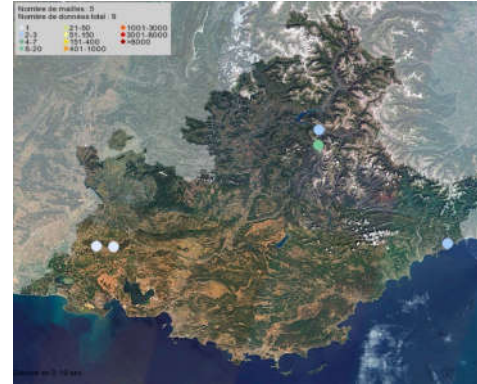 Nombre de mailles : 5
Nombre de données total : 9
1 21-50 1001-3000
2-3 51-150 3001-8000
4-7 151-400 >8000
8-20 401-1000